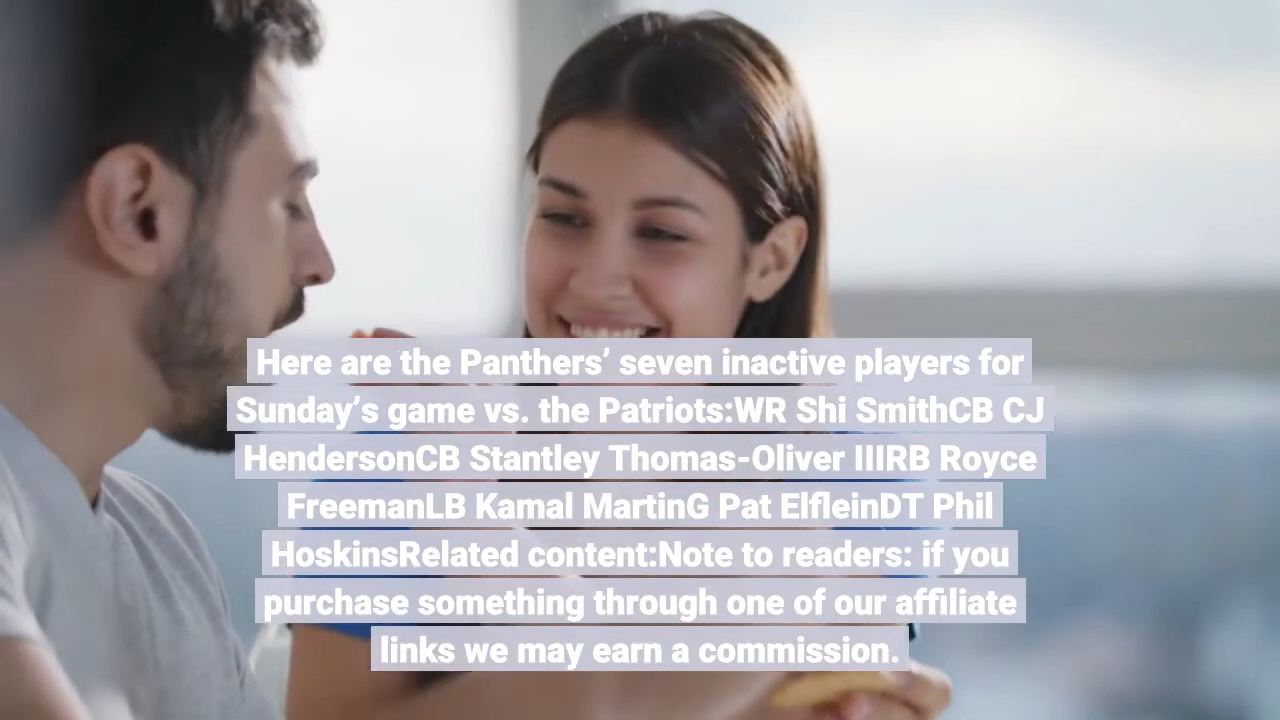 Here are the Panthers’ seven inactive players for
Sunday’s game vs. the Patriots:WR Shi SmithCB CJ
HendersonCB Stantley Thomas-Oliver IIIRB Royce
FreemanLB Kamal MartinG Pat ElfleinDT Phil
HoskinsRelated content:Note to readers: if you
purchase something through one of our affiliate
links we may earn a commission.